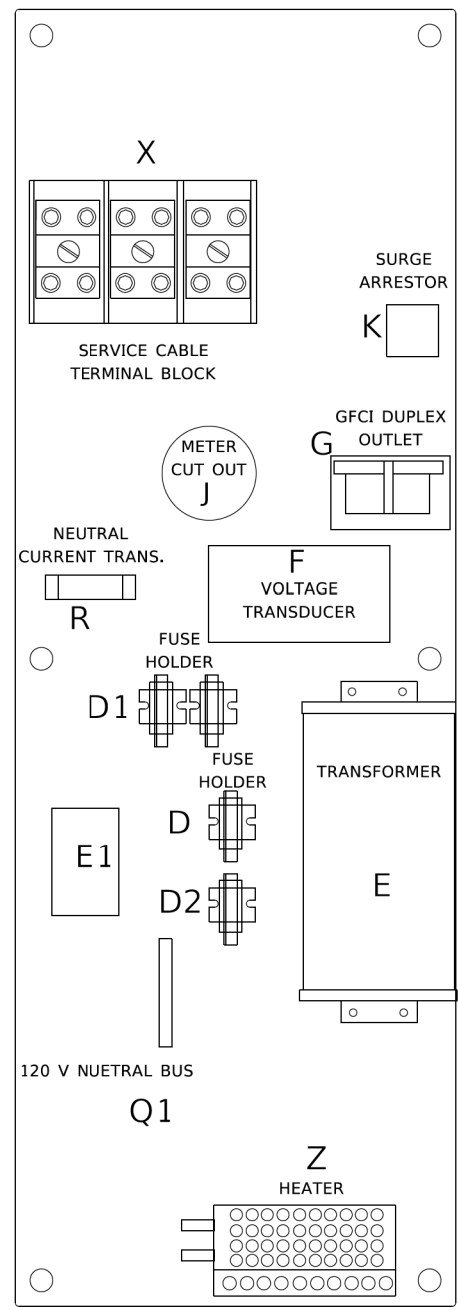 X
SERVICE CABLE
TERMINAL BLOCK
SURGE
ARRESTOR
K
GFCI DUPLEX
OUTLET
G
METER
CUT OUT
J
NEUTRAL
CURRENT TRANS.
R
F
VOLTAGE
TRANSDUCER
FUSE
HOLDER
D1
FUSE
HOLDER
D
TRANSFORMER
E
E1
D2
120 V NUETRAL BUS
Q1
Z
HEATER